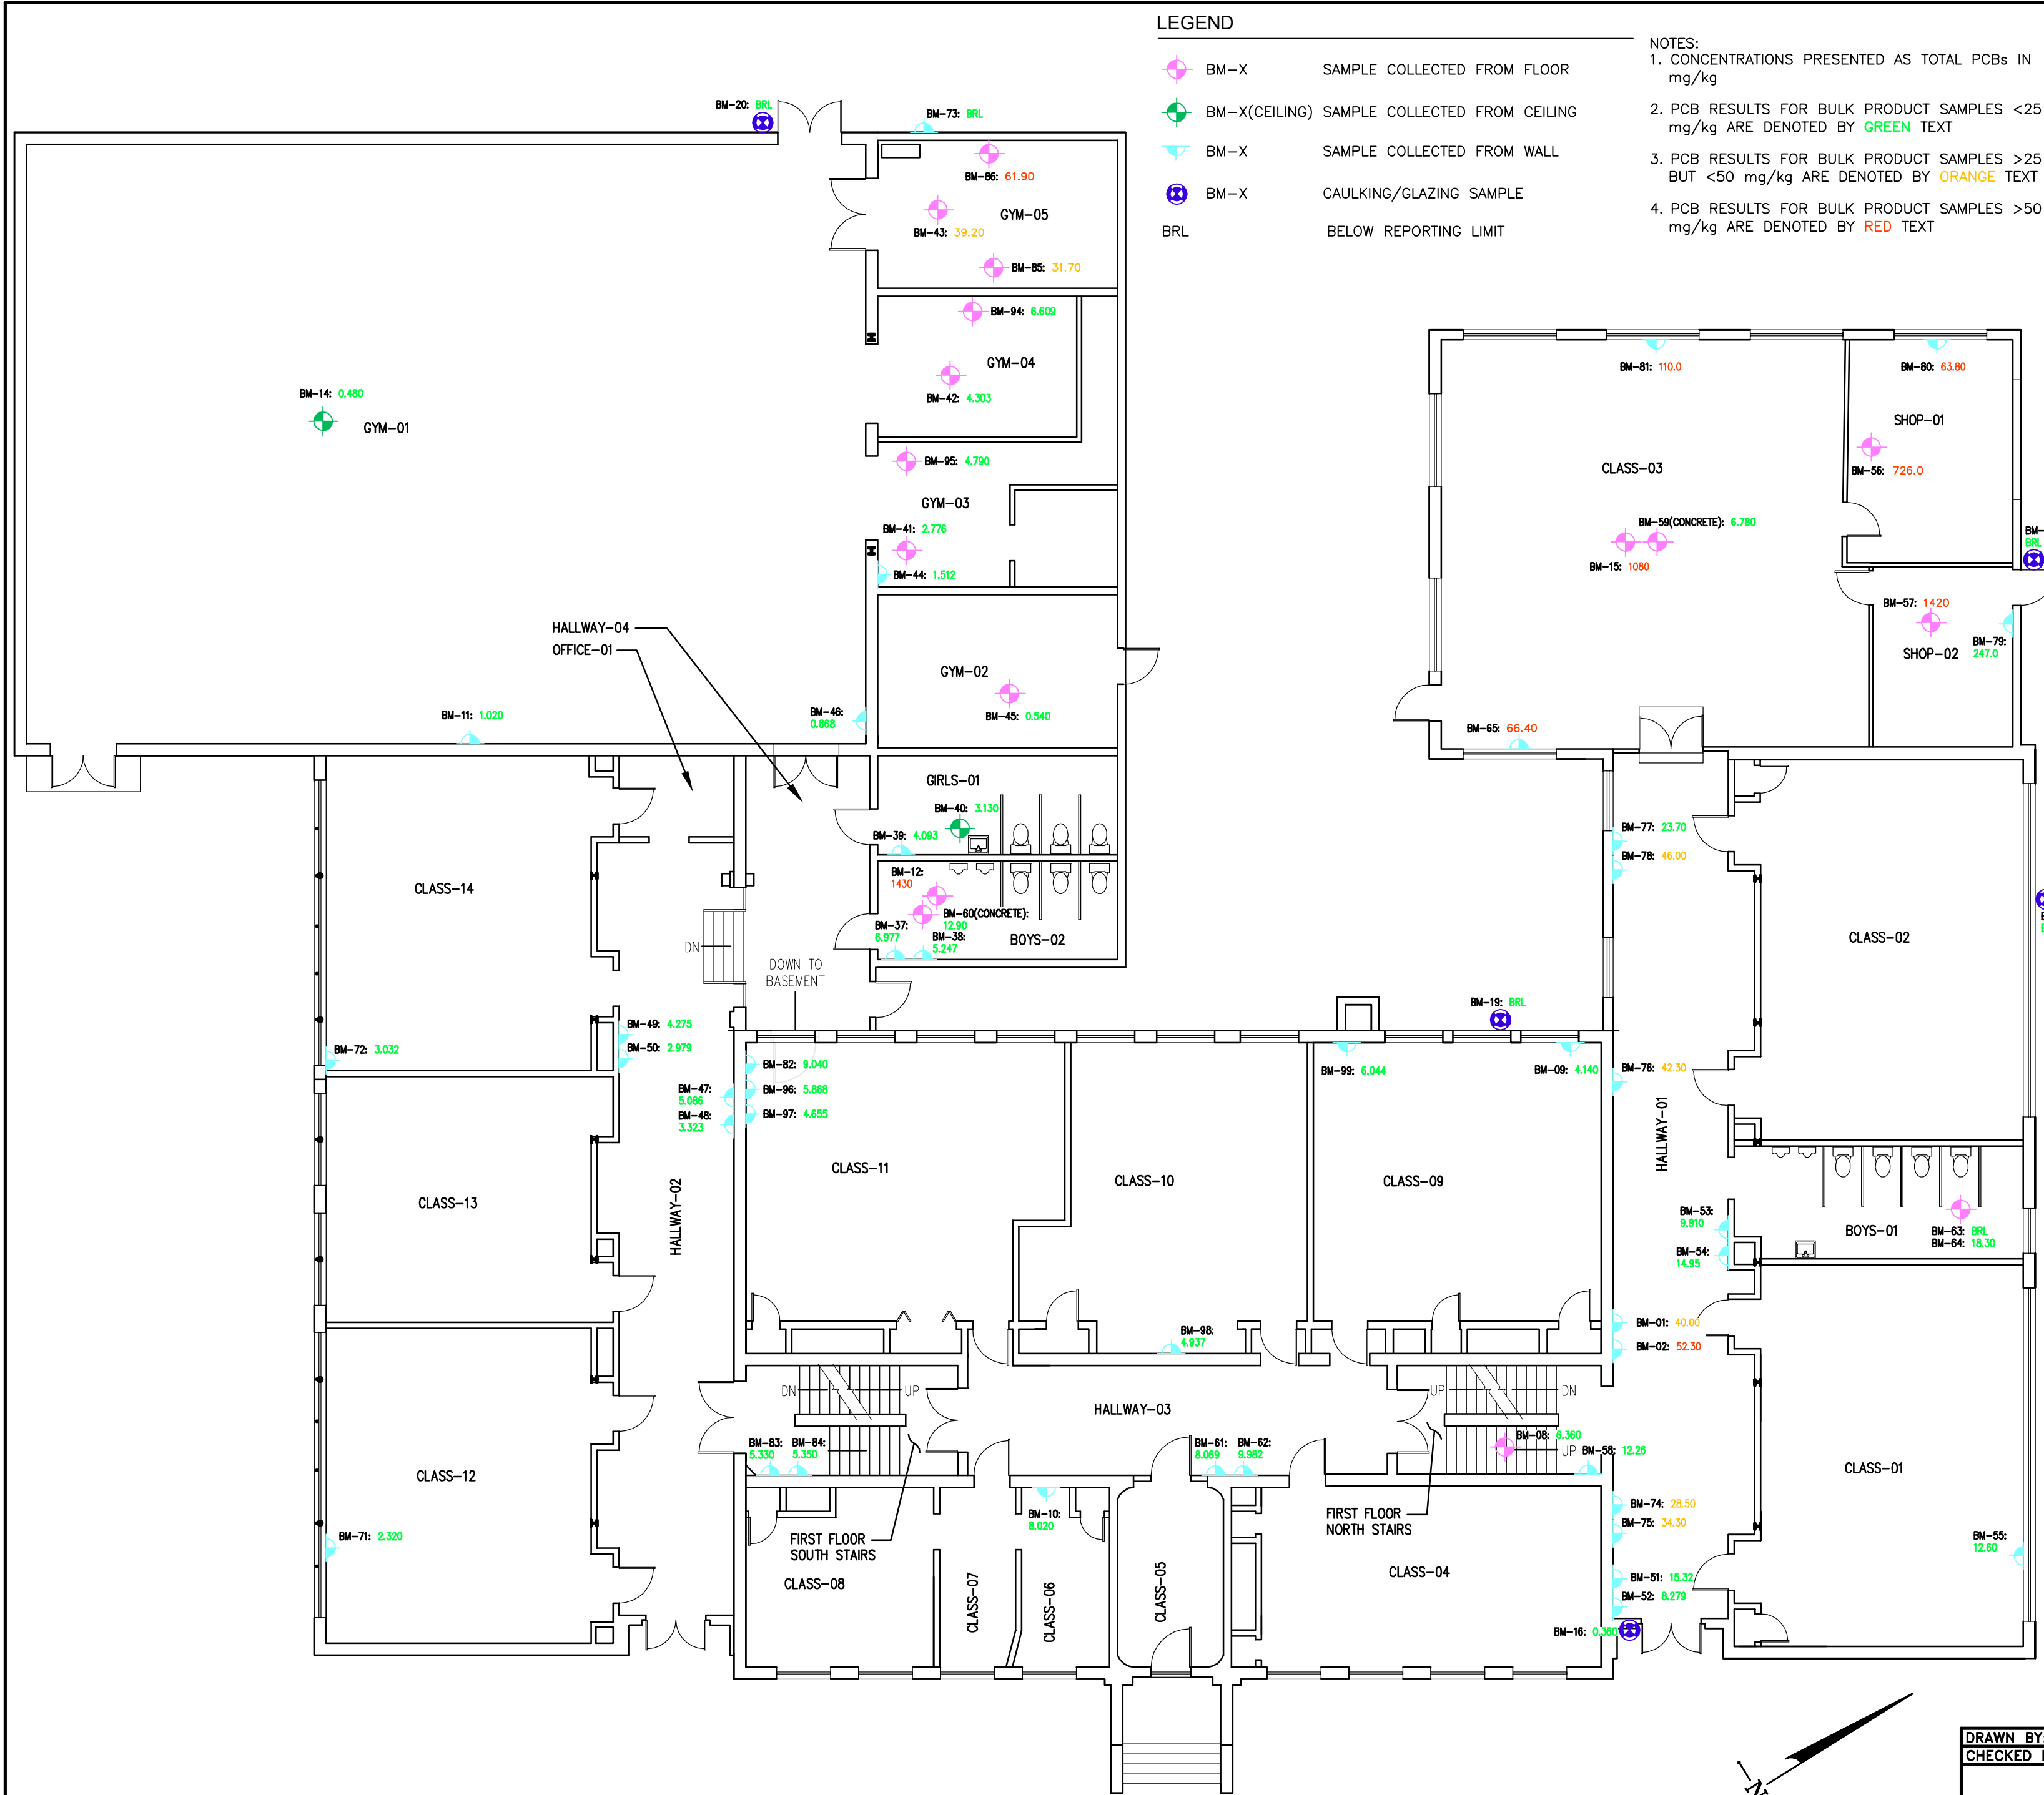 LEGEND
BM-X SAMPLE COLLECTED FROM FLOOR
BM-X(CEILING) SAMPLE COLLECTED FROM CEILING
BM-X SAMPLE COLLECTED FROM WALL
BM-X CAULKING/GLAZING SAMPLE
BRL BELOW REPORTING LIMIT
NOTES:
1. CONCENTRATIONS PRESENTED AS TOTAL PCBs IN
mg/kg
2. PCB RESULTS FOR BULK PRODUCT SAMPLES <25
mg/kg ARE DENOTED BY GREEN TEXT
3. PCB RESULTS FOR BULK PRODUCT SAMPLES >25
BUT <50 mg/kg ARE DENOTED BY ORANGE TEXT
4. PCB RESULTS FOR BULK PRODUCT SAMPLES >50
mg/kg ARE DENOTED BY RED TEXT
BM-20: BRL
BM-73: BRL
BM-86: 61.90
GYM-05
BM-43: 39.20
BM-85: 31.70
BM-94: 6.609
GYM-04
BM-42: 4.303
BM-14: 0.480
GYM-01
BM-95: 4.790
GYM-03
BM-41: 2.776
BM-44: 1.512
HALLWAY-04
OFFICE-01
GYM-02
BM-45: 0.540
BM-11: 1.020
BM-46:
0.868
GIRLS-01
BM-40: 3.130
BM-39: 4.093
BM-12:
1430
BM-60(CONCRETE):
12.90
BM-37:
6.977
BM-38:
5.247
BOYS-02
BM-81: 110.0
BM-80: 63.80
SHOP-01
CLASS-03
BM-56: 726.0
BM-59(CONCRETE): 6.780
BM-15: 1080
BM-
BRL
BM-57: 1420
BM-79:
247.0
SHOP-02
BM-65: 66.40
BM-77: 23.70
BM-78: 46.00
CLASS-02
CLASS-14
DN
DOWN TO
BASEMENT
BM-19: BRL
BM-49: 4.275
BM-50: 2.979
BM-72: 3.032
BM-82: 9.040
BM-96: 5.868
BM-97: 4.655
BM-47:
5.086
BM-48:
3.323
BM-99: 6.044
BM-09: 4.140
BM-76: 42.30
HALLWAY-01
CLASS-11
CLASS-10
CLASS-09
CLASS-13
HALLWAY-02
BM-53:
9.910
BM-54:
14.95
BOYS-01
BM-63: BRL
BM-64: 18.30
BM-98:
4.937
BM-01: 40.00
BM-02: 52.30
DN
UP
HALLWAY-03
UP
DN
BM-83:
5.330
BM-84:
5.350
BM-61:
8.069
BM-62:
9.982
BM-08: 6.360
UP
BM-58: 12.26
CLASS-12
CLASS-01
BM-71: 2.320
BM-10:
8.020
BM-74: 28.50
BM-75: 34.30
FIRST FLOOR
SOUTH STAIRS
FIRST FLOOR
NORTH STAIRS
BM-55:
12.60
CLASS-08
CLASS-07
CLASS-06
CLASS-05
CLASS-04
BM-51: 15.32
BM-52: 8.279
BM-16: 0.360
N
DRAWN BY
CHECKED